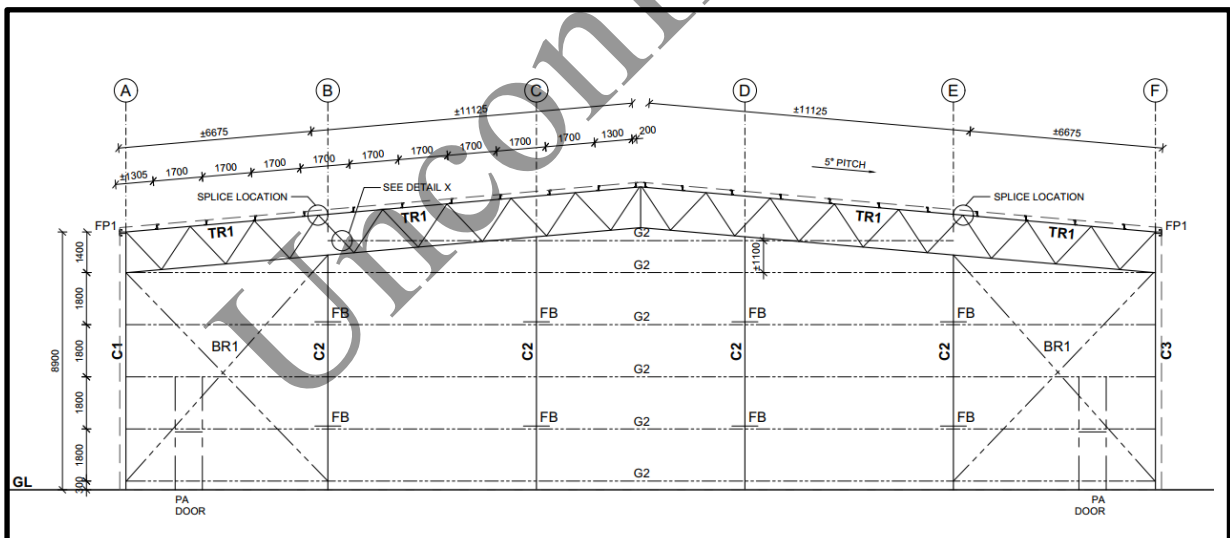 A B C D E F
±6675 ±11125 ±11125 ±6675
±1305 1700 1700 1700 1700 1700 1700 1700 1700 1300 200
5° PITCH
SEE DETAIL X
SPLICE LOCATION SPLICE LOCATION
FP1 TR1 TR1 TR1 TR1 FP1
G2
±1100
G2
1400
1800
1800
1800
1800
300
8900
FB FB FB FB
G2
C1 BR1 C2 C2 C2 C2 BR1 C3
G2
FB FB FB FB
G2
G2
GL
PA
DOOR
PA
DOOR
Unconf